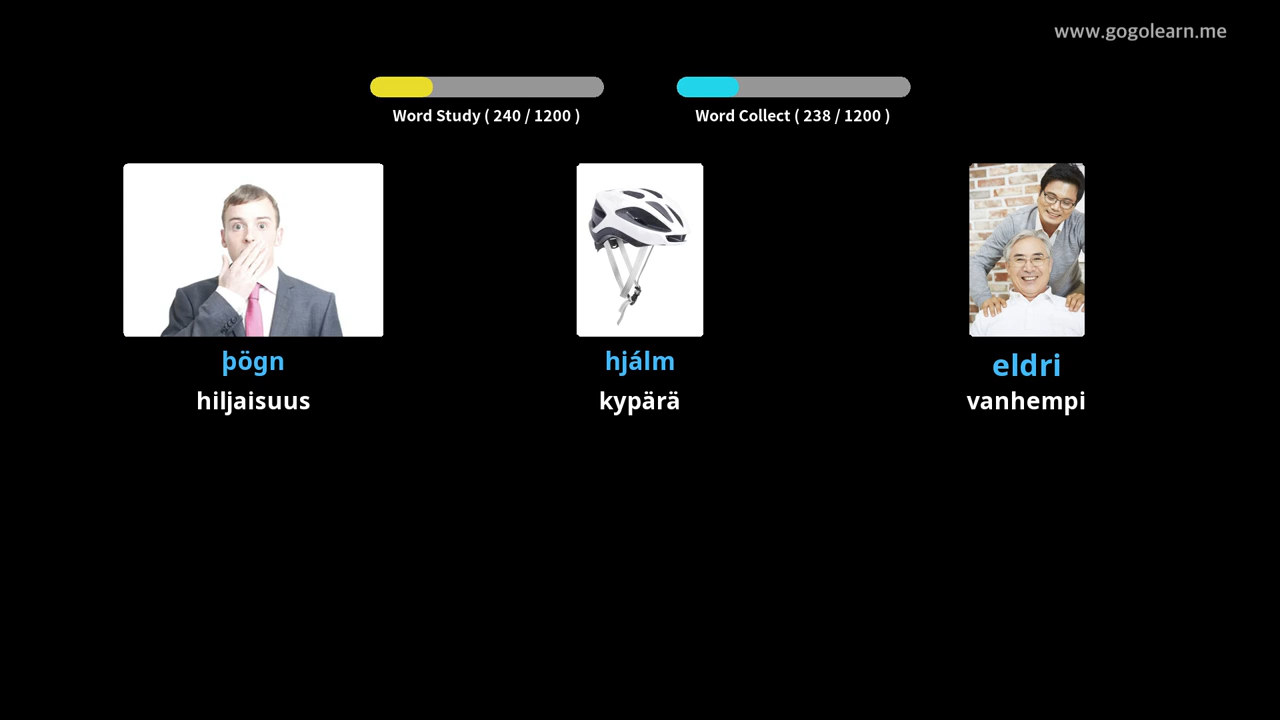 www.gogolearn.me
Word Study ( 240 / 1200 )
Word Collect ( 238 / 1200 )
þögn
hjálm
eldri
hiljaisuus
kypärä
vanhempi